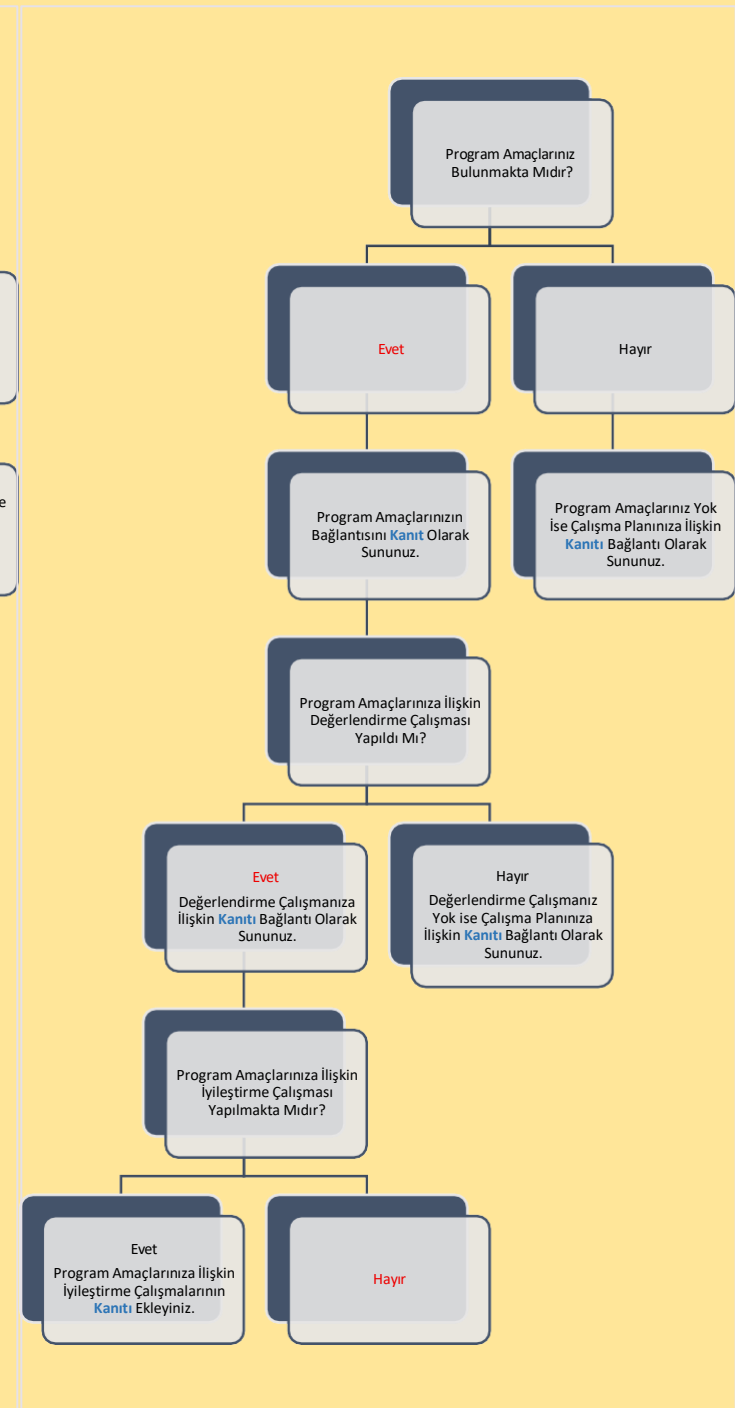 Program Amaçlarınız
Bulunmakta Mıdır?
Evet
Hayır
Program Amaçlarınızın
Bağlantısını Kanıt Olarak
Sununuz.
Program Amaçlarınız Yok
İse Çalışma Planınıza İlişkin
Kanıtı Bağlantı Olarak
Sununuz.
Program Amaçlarınıza İlişkin
Değerlendirme Çalışması
Yapıldı Mı?
Evet
Değerlendirme Çalışmanıza
İlişkin Kanıtı Bağlantı Olarak
Sununuz.
Hayır
Değerlendirme Çalışmanız
Yok ise Çalışma Planınıza
İlişkin Kanıtı Bağlantı Olarak
Sununuz.
Program Amaçlarınıza İlişkin
İyileştirme Çalışması
Yapılmakta Mıdır?
Evet
Program Amaçlarınıza İlişkin
İyileştirme Çalışmalarının
Kanıtı Ekleyiniz.
Hayır